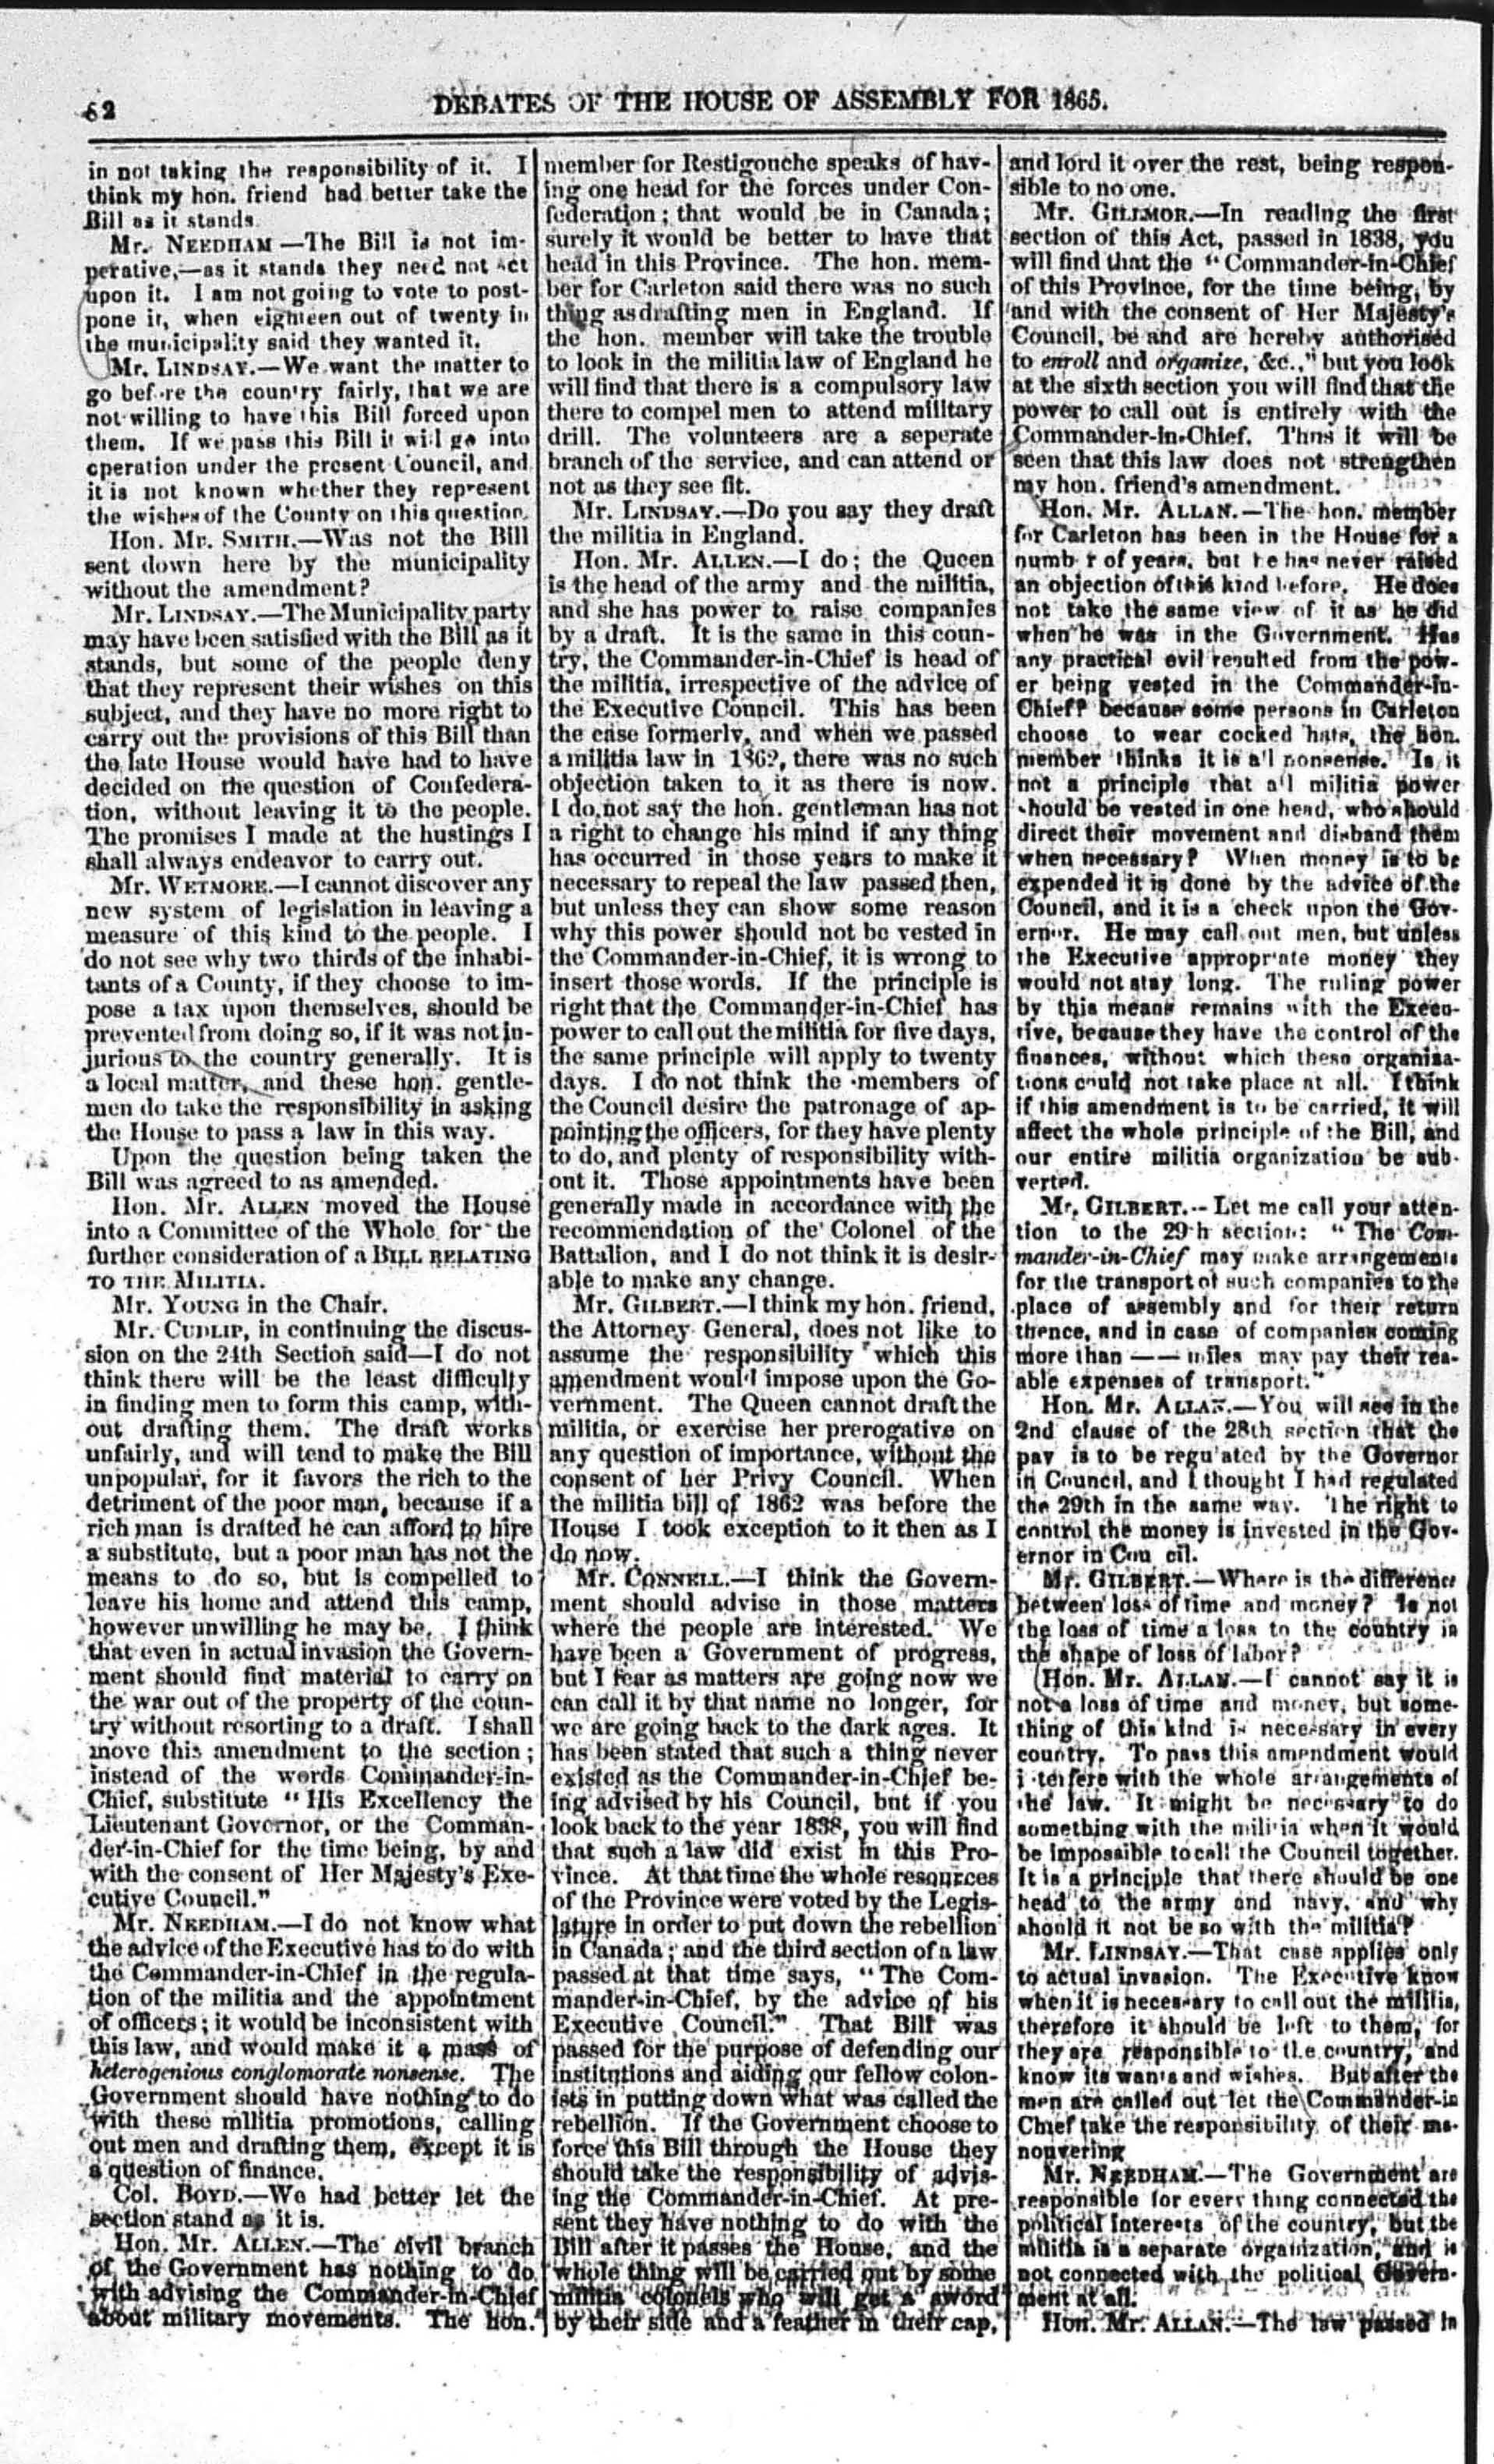 62
DEBATES OF THE HOUSE OF ASSEMBLY FOR 1865.
in not taking the responsibility of it. I
think my hon. friend had better take the
Bill as it stands
Mr. NEEDHAM —The Bill is not im-
perative,—as it stands they need not act
upon it. I am not going to vote to post-
pone it, when eighteen out of twenty in
the municipality said they wanted it.
Mr. LINDSAY.—We want the matter to
go before the country fairly, that we are
not willing to have this Bill forced upon
them. If we pass this Bill it will go into
operation under the present Council, and
it is not known whether they represent
the wishes of the County on this question.
Hon. Mr. SMITH.—Was not the Bill
sent down here by the municipality
without the amendment?
Mr. LINDSAY.—The Municipality party
may have been satisfied with the Bill as it
stands, but some of the people deny
that they represent their wishes on this
subject, and they have no more right to
carry out the provisions of this Bill than
the late House would have had to have
decided on the question of Confedera-
tion, without leaving it to the people.
The promises I made at the hustings I
shall always endeavor to carry out.
Mr. WETMORE.—I cannot discover any
new system of legislation in leaving a
measure of this kind to the people. I
do not see why two thirds of the inhabi-
tants of a County, if they choose to im-
pose a tax upon themselves, should be
prevented from doing so, if it was not in-
jurious to the country generally. It is
a local matter, and these hon. gentle-
men do take the responsibility in asking
the House to pass a law in this way.
Upon the question being taken the
Bill was agreed to as amended.
Hon. Mr. ALLEN moved the House
into a Committee of the Whole for the
further consideration of a BILL RELATING
TO THE MILITIA.
Mr. YOUNG in the Chair.
Mr. CUDLIP, in continuing the discus-
sion on the 24th Section said—I do not
think there will be the least difficulty
in finding men to form this camp, with-
out drafting them. The draft works
unfairly, and will tend to make the Bill
unpopular, for it favors the rich to the
detriment of the poor man, because if a
rich man is drafted he can afford to hire
a substitute, but a poor man has not the
means to do so, but is compelled to
leave his home and attend this camp,
however unwilling he may be. I think
that even in actual invasion the Govern-
ment should find material to carry on
the war out of the property of the coun-
try without resorting to a draft. I shall
move this amendment to the section;
instead of the words Commander-in-
Chief, substitute "His Excellency the
Lieutenant Governor, or the Comman-
der-in-Chief for the time being, by and
with the consent of Her Majesty's Exe-
cutive Council."
Mr. NEEDHAM.—I do not know what
the advice of the Executive has to do with
the Commander-in-Chief in the regula-
tion of the militia and the appointment
of officers; it would be inconsistent with
this law, and would make it a mass of
heterogenious conglomorate nonsense. The
Government should have nothing to do
with these militia promotions, calling
out men and drafting them, except it is
a question of finance.
Col. BOYD.—We had better let the
section stand as it is.
Hon. Mr. ALLEN.—The civil branch
of the Government has nothing to do
with advising the Commander-in-Chief
about military movements. The hon.
member for Restigouche speaks of hav-
ing one head for the forces under Con-
federation; that would be in Canada;
surely it would be better to have that
head in this Province. The hon. mem-
ber for Carleton said there was no such
thing as drafting men in England. If
the hon. member will take the trouble
to look in the militia law of England he
will find that there is a compulsory law
there to compel men to attend military
drill. The volunteers are a seperate
branch of the service, and can attend or
not as they see fit.
Mr. LINDSAY.—Do you say they draft
the militia in England.
Hon. Mr. ALLEN.—I do; the Queen
is the head of the army and the militia,
and she has power to raise companies
by a draft. It is the same in this coun-
try, the Commander-in-Chief is head of
the militia, irrespective of the advice of
the Executive Council. This has been
the case formerly, and when we passed
a militia law in 1862, there was no such
objection taken to it as there is now.
I do not say the hon. gentleman has not
a right to change his mind if any thing
has occurred in those years to make it
necessary to repeal the law passed then,
but unless they can show some reason
why this power should not be vested in
the Commander-in-Chief, it is wrong to
insert those words. If the principle is
right that the Commander-in-Chief has
power to call out the militia for five days,
the same principle will apply to twenty
days. I do not think the members of
the Council desire the patronage of ap-
pointing the officers, for they have plenty
to do, and plenty of responsibility with-
out it. Those appointments have been
generally made in accordance with the
recommendation of the Colonel of the
Battalion, and I do not think it is desir-
able to make any change.
Mr. GILBERT.—I think my hon. friend,
the Attorney General, does not like to
assume the responsibility which this
amendment would impose upon the Go-
vernment. The Queen cannot draft the
militia, or exercise her prerogative on
any question of importance, without the
consent of her Privy Council. When
the militia bill of 1862 was before the
House I took exception to it then as I
do now.
Mr. CONNELL.—I think the Govern-
ment should advise in those matters
where the people are interested. We
have been a Government of progress,
but I fear as matters are going now we
can call it by that name no longer, for
we are going back to the dark ages. It
has been stated that such a thing never
existed as the Commander-in-Chief be-
ing advised by his Council, but if you
look back to the year 1838, you will find
that such a law did exist in this Pro-
vince. At that time the whole resources
of the Province were voted by the Legis-
lature in order to put down the rebellion
in Canada; and the third section of a law
passed at that time says, "The Com-
mander-in-Chief, by the advice of his
Executive Council." That Bill was
passed for the purpose of defending our
institutions and aiding our fellow colon-
ists in putting down what was called the
rebellion. If the Government choose to
force this Bill through the House they
should take the responsibility of advis-
ing the Commander-in-Chief. At pre-
sent they have nothing to do with the
Bill after it passes the House, and the
whole thing will be carried out by some
militia colonels who will get a sword
by their side and a feather in their cap,
and lord it over the rest, being respon-
sible to no one.
Mr. GILLMOR.—In reading the first
section of this Act, passed in 1838, you
will find that the "Commander-in-Chief
of this Province, for the time being, by
and with the consent of Her Majesty's
Council, be and are hereby authorised
to enroll and organize, &c.," but you look
at the sixth section you will find that the
power to call out is entirely with the
Commander-in-Chief. Thus it will be
seen that this law does not strengthen
my hon. friend's amendment.
Hon. Mr. ALLAN.—The hon. member
for Carleton has been in the House for a
number of years, but he has never raised
an objection of this kind before. He does
not take the same view of it as he did
when he was in the Government. Has
any practical evil resulted from the pow-
er being vested in the Commander-in-
Chief? because some persons in Carleton
choose to wear cocked hats, the hon.
member thinks it is all nonsense. Is it
not a principle that all militia power
should be vested in one head, who should
direct their movement and disband them
when necessary? When money is to be
expended it is done by the advice of the
Council, and it is a check upon the Gov-
ernor. He may call out men, but unless
the Executive appropriate money they
would not stay long. The ruling power
by this means remains with the Execu-
tive, because they have the control of the
finances, without which these organiza-
tions could not take place at all. I think
if this amendment is to be carried, it will
affect the whole principle of the Bill, and
our entire militia organization be sub-
verted.
Mr. GILBERT.-- Let me call your atten-
tion to the 29th section: "The Com-
mander-in-Chief may make arrangements
for the transport of such companies to the
place of assembly and for their return
thence, and in case of companies coming
more than —— miles may pay their rea-
able expenses of transport."
Hon. Mr. ALLAN.—You will see in the
2nd clause of the 28th section that the
pay is to be regulated by the Governor
in Council, and I thought I had regulated
the 29th in the same way. The right to
control the money is invested in the Gov-
ernor in Council.
Mr. GILBERT.—Where is the difference
between loss of time and money? Is not
the loss of time a loss to the country in
the shape of loss of labor?
Hon. Mr. ALLAN.—I cannot say it is
not a loss of time and money, but some-
thing of this kind is necessary in every
country. To pass this amendment would
interfere with the whole arrangements of
the law. It might be necessary to do
something with the militia when it would
be impossible to call the Council together.
It is a principle that there should be one
head to the army and navy, and why
should it not be so with the militia?
Mr. LINDSAY.—That case applies only
to actual invasion. The Executive know
when it is necessary to call out the militia,
therefore it should be left to them, for
they are responsible to the country, and
know its wants and wishes. But after the
men are called out let the Commander-in
Chief take the responsibility of their ma-
nouvering
Mr. NEEDHAM.—The Government are
responsible for every thing connected the
political interests of the country, but the
militia is a separate organization, and is
not connected with the political Govern-
ment at all.
Hon. Mr. ALLAN.—The law passed in